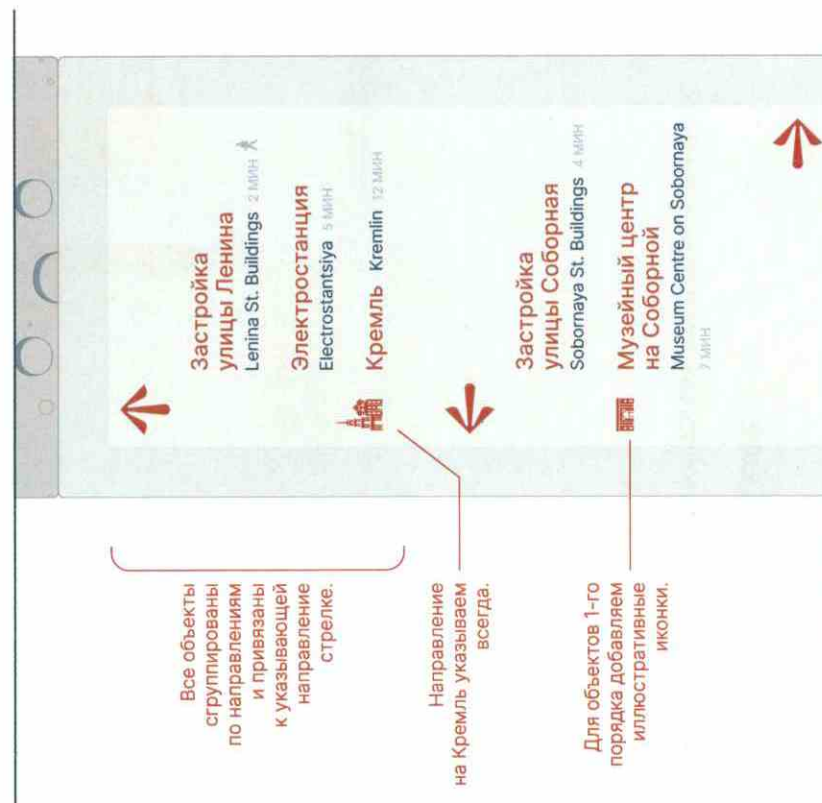 Все объекты
сгруппированы
по направлениям
и привязаны
к указывающей
направление
стрелке.
Направление
на Кремль указываем
всегда.
Для объектов 1-го
порядка добавляем
иллюстративные
иконки.
Застройка
улицы Ленина
Lenina St. Buildings 2 МИН
Электростанция
Electrostantsiya 5 МИН
Кремль Kremlin 12 МИН
Застройка
улицы Соборная
Sobornaya St. Buildings 4 МИН
Музейный центр
на Соборной
Museum Centre on Sobornaya
7 МИН